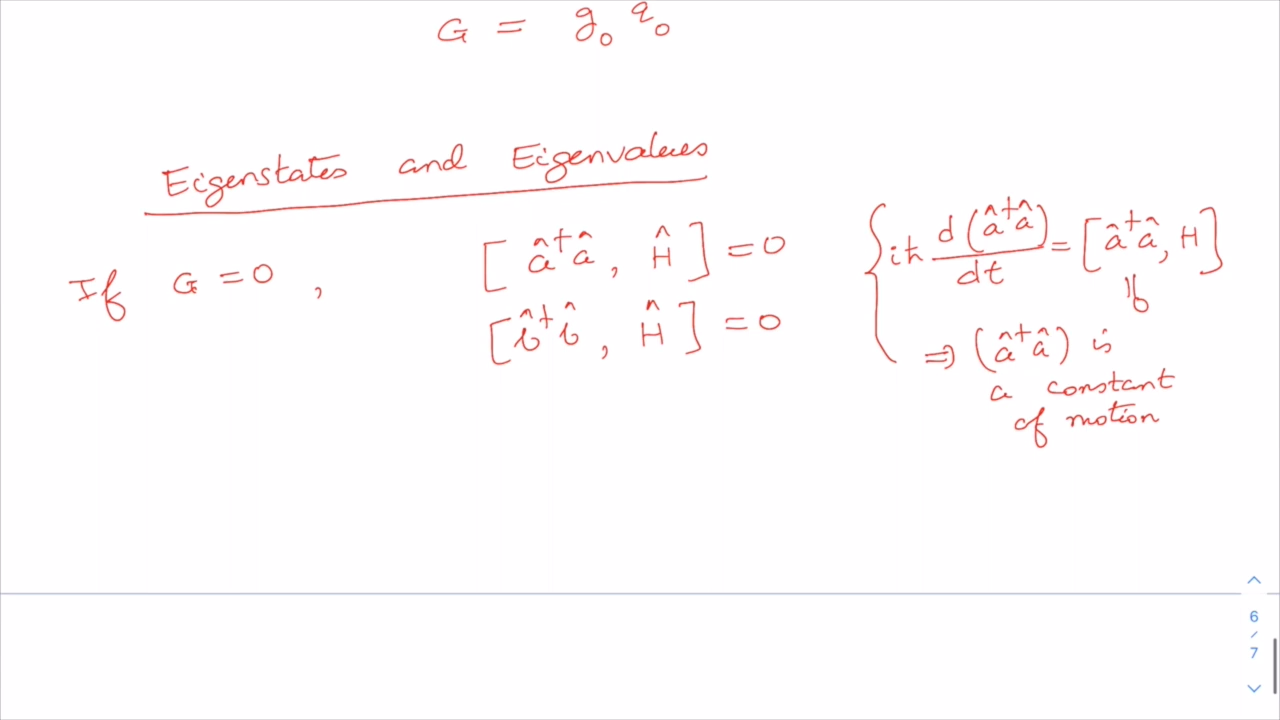 G = g₀ q₀
Eigenstates and Eigenvalues
If G = 0 , [ â†â , Ĥ ] = 0
[ b̂†b̂ , Ĥ ] = 0
{ iħ d(â†â)/dt = [ â†â , H ]
|| 0
⇒ (â†â) is
a constant
of motion
6
/
7